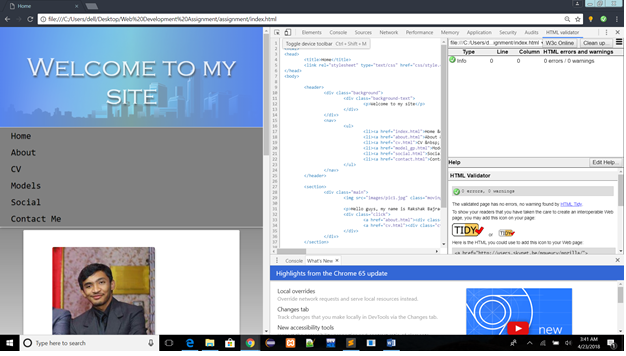 Home
file:///C:/Users/dell/Desktop/Web%20Development%20Assignment/assignment/index.html
Elements Console Sources Network Performance Memory Application Security Audits HTML validator
Toggle device toolbar Ctrl + Shift + M
WELCOME TO MY
SITE
Home
About
CV
Models
Social
Contact Me
<head>
<title>Home</title>
<link rel="stylesheet" type="text/css" href="css/style.
</head>
<body>
<header>
<div class="background">
<div class="background-text">
<p>welcome to my site</p>
</div>
</div>
<nav>
<ul>
<li><a href="index.html">Home &
<li><a href="about.html">About
<li><a href="cv.html">CV &nbsp;
<li><a href="model_gp.html">Mode
<li><a href="social.html">Social
<li><a href="contact.html">Cont
</ul>
</nav>
</header>
<section>
<div class="main">
<img src="images/pic1.jpg" class="movin
<p>Hello guys, my name is Rakshak Bajra
<div class="click">
<a href="about.html"><div class
<a href="cv.html"><div class="c
</div>
</div>
</section>
file:///C:/Users/d...ignment/index.html W3C Online Clean up...
Type Line Column HTML errors and warnings
Info 0 0 0 errors / 0 warnings
Help Edit Help...
HTML Validator
0 errors, 0 warnings
The validated page has no errors, no warning found by HTML Tidy.
To show your readers that you have taken the care to create an interoperable Web
page, you may add this icon on your page.
TIDY or TIDY
Here is the HTML you could use to add this icon to your Web page:
Console What's New
Highlights from the Chrome 65 update
Local overrides
Override network requests and serve local resources instead.
Changes tab
Track changes that you make locally in DevTools via the Changes tab.
New accessibility tools
new
Type here to search
3:41 AM
4/23/2018